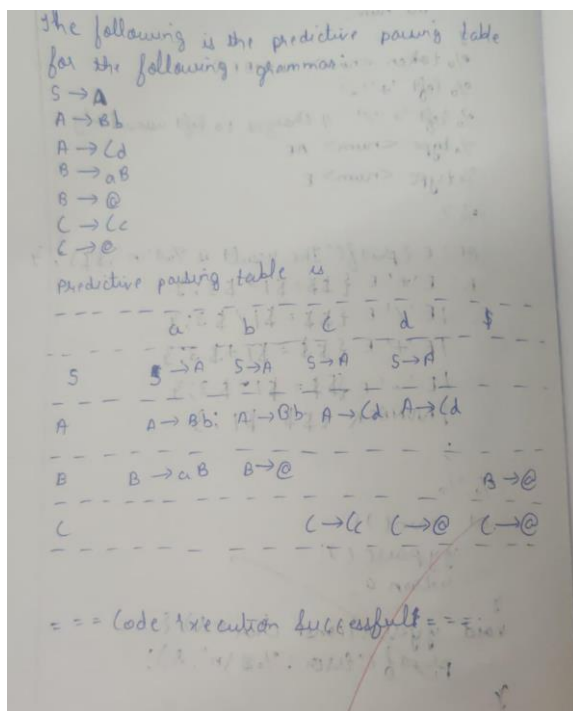 The following is the predictive parsing table
for the following grammar:
S → A
A → Bb
A → Cd
B → aB
B → @
C → Cc
C → @
predictive parsing table is
a b c d $
S S → A S → A S → A S → A
A A → Bb A → Bb A → Cd A → Cd
B B → aB B → @ B → @
C C → Cc C → @ C → @
= = = Code Execution Successful = = =